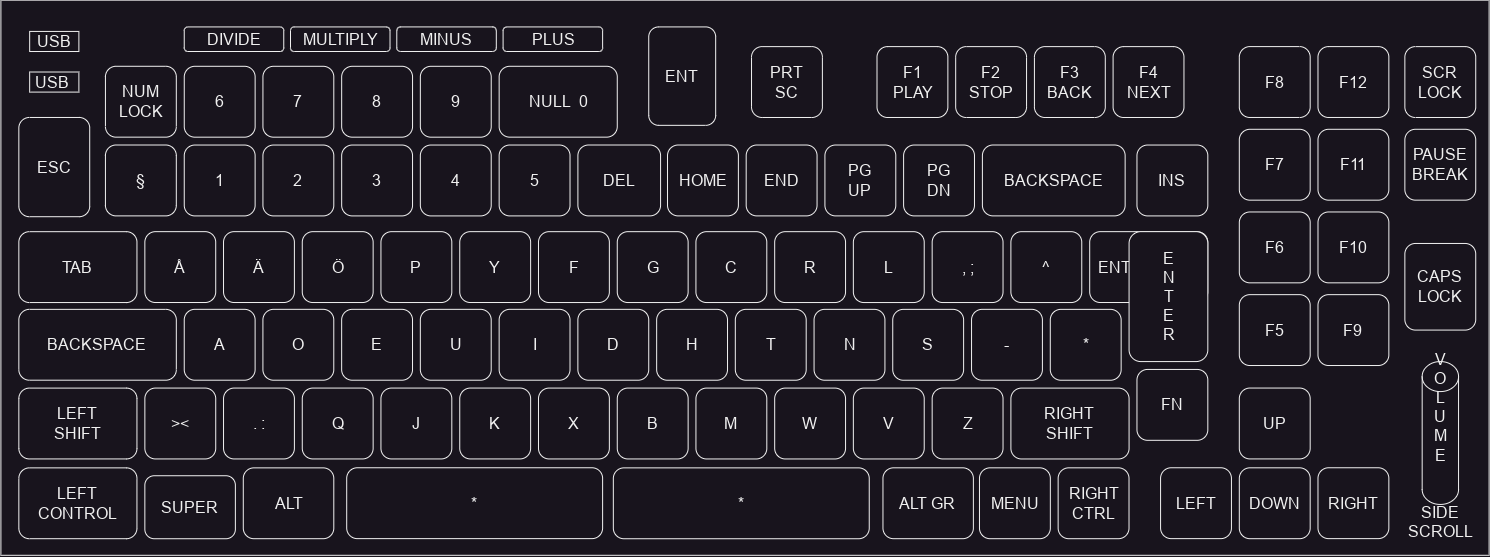 USB DIVIDE MULTIPLY MINUS PLUS
USB NUM LOCK 6 7 8 9 NULL 0 ENT PRT SC F1 PLAY F2 STOP F3 BACK F4 NEXT F8 F12 SCR LOCK
ESC § 1 2 3 4 5 DEL HOME END PG UP PG DN BACKSPACE INS F7 F11 PAUSE BREAK
TAB Å Ä Ö P Y F G C R L , ; ^ ENT ENTER F6 F10 CAPS LOCK
BACKSPACE A O E U I D H T N S - * F5 F9
LEFT SHIFT >< . : Q J K X B M W V Z RIGHT SHIFT FN UP VOLUME
LEFT CONTROL SUPER ALT * * ALT GR MENU RIGHT CTRL LEFT DOWN RIGHT SIDE SCROLL